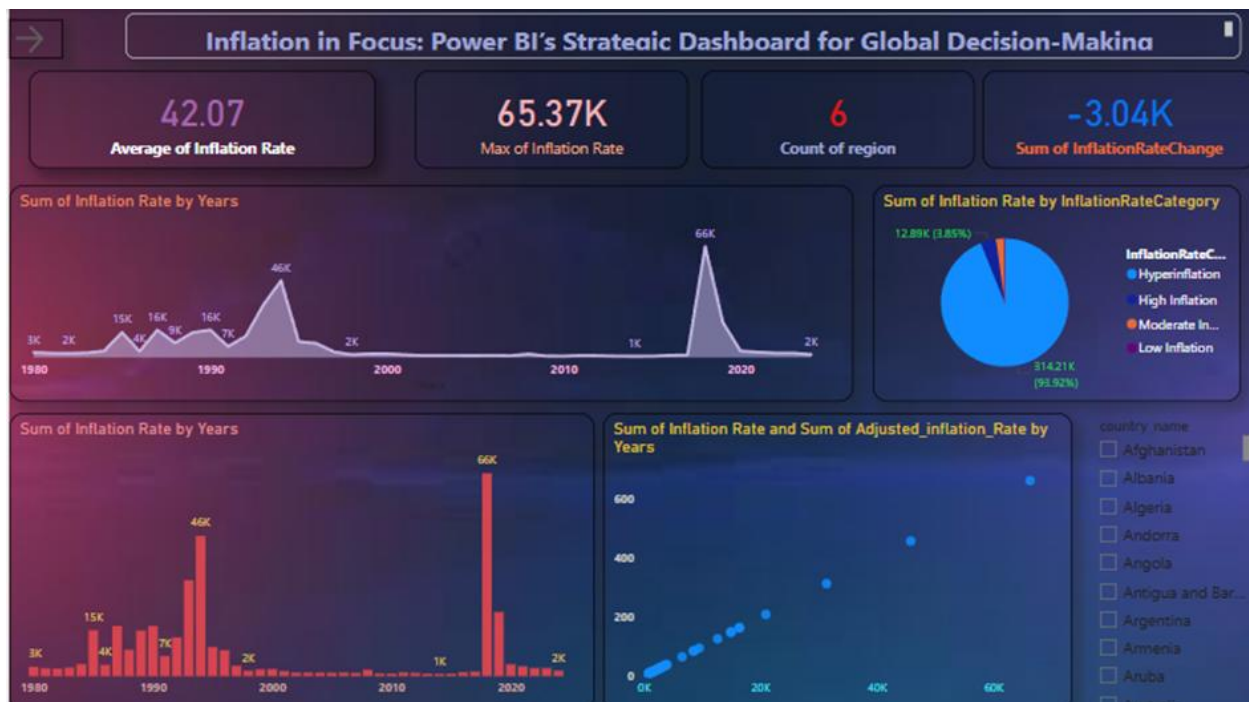 Inflation in Focus: Power BI's Strategic Dashboard for Global Decision-Making
42.07
Average of Inflation Rate
65.37K
Max of Inflation Rate
6
Count of region
-3.04K
Sum of InflationRateChange
Sum of Inflation Rate by Years
3K 2K 15K 4K 16K 9K 16K 7K 46K 2K 1K 66K 2K
1980 1990 2000 2010 2020
Sum of Inflation Rate by InflationRateCategory
12.89K (3.85%)
314.21K
(93.92%)
InflationRateC...
Hyperinflation
High Inflation
Moderate In...
Low Inflation
Sum of Inflation Rate by Years
3K 15K 4K 7K 46K 2K 1K 66K 2K
1980 1990 2000 2010 2020
Sum of Inflation Rate and Sum of Adjusted_inflation_Rate by
Years
600
400
200
0
0K 20K 40K 60K
country_name
Afghanistan
Albania
Algeria
Andorra
Angola
Antigua and Bar...
Argentina
Armenia
Aruba